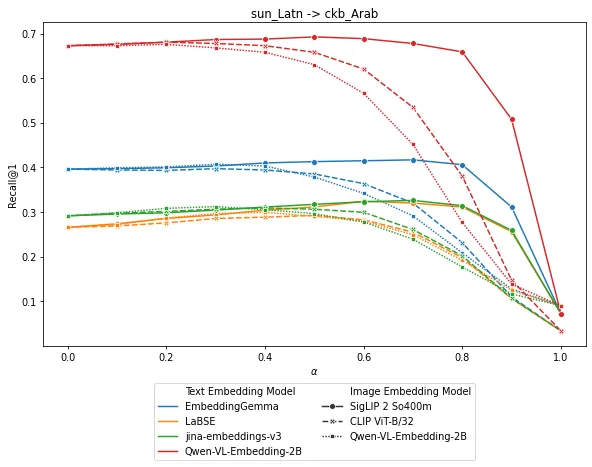 sun_Latn -> ckb_Arab
Recall@1
0.7
0.6
0.5
0.4
0.3
0.2
0.1
0.0 0.2 0.4 0.6 0.8 1.0
α
Text Embedding Model Image Embedding Model
EmbeddingGemma SigLIP 2 So400m
LaBSE CLIP ViT-B/32
jina-embeddings-v3 Qwen-VL-Embedding-2B
Qwen-VL-Embedding-2B